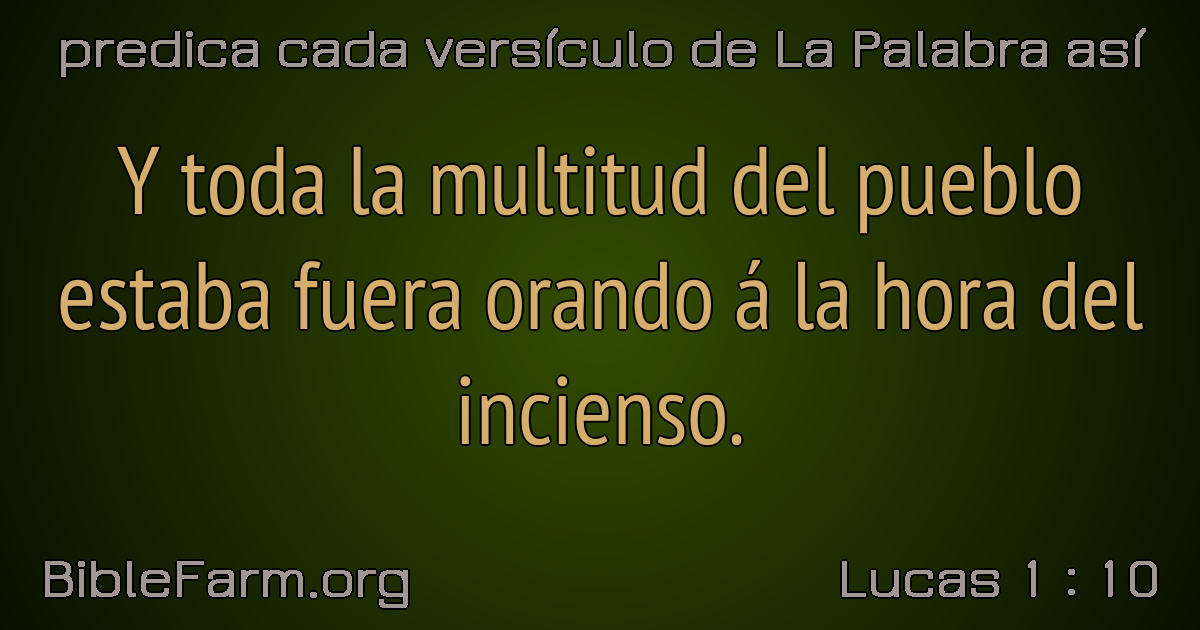 predica cada versículo de La Palabra así
Y toda la multitud del pueblo
estaba fuera orando á la hora del
incienso.
BibleFarm.org
Lucas 1 : 10